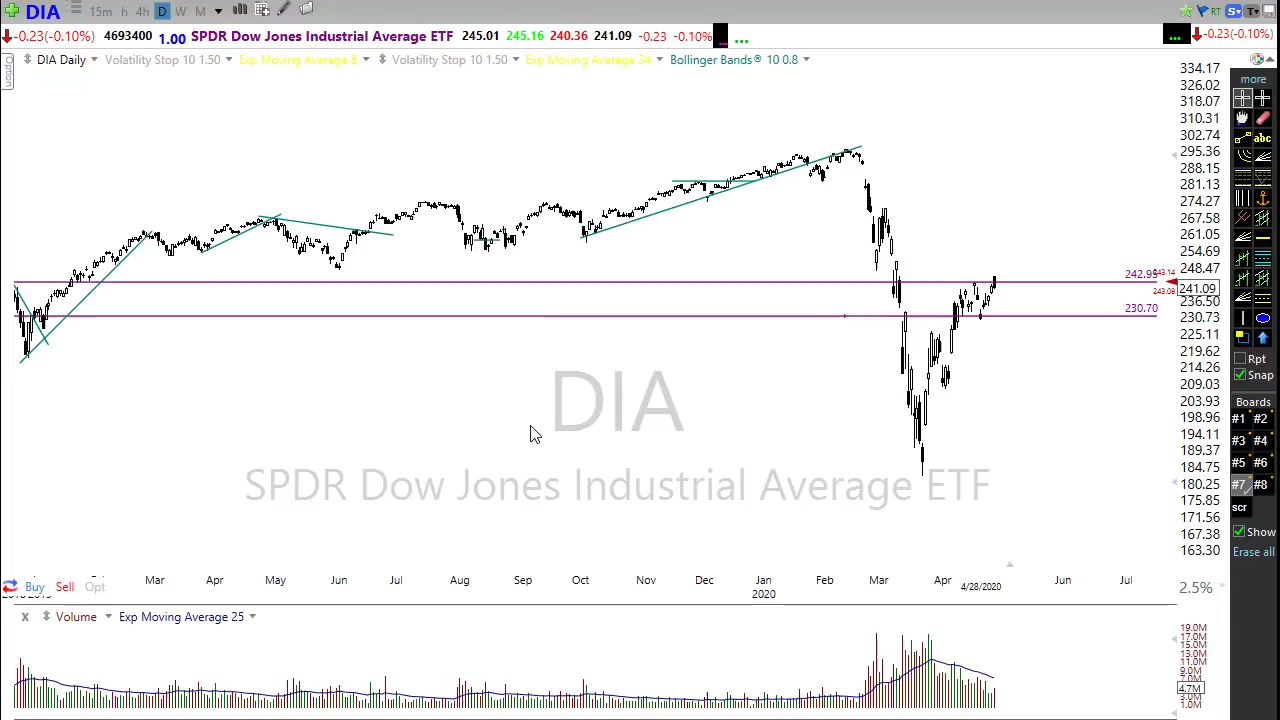 DIA 15m h 4h D W M RT S T
-0.23(-0.10%) 4693400 1.00 SPDR Dow Jones Industrial Average ETF 245.01 245.16 240.36 241.09 -0.23 -0.10% ... ... -0.23(-0.10%)
Option
DIA Daily Volatility Stop 10 1.50 Exp Moving Average 8 Volatility Stop 10 1.50 Exp Moving Average 34 Bollinger Bands® 10 0.8
334.17
326.02
318.07
310.31
302.74
295.36
288.15
281.13
274.27
267.58
261.05
254.69
248.47
242.95
243.14
241.09
243.08
236.50
230.70
230.73
225.11
219.62
214.26
209.03
203.93
198.96
194.11
189.37
184.75
180.25
175.85
171.56
167.38
163.30
DIA
SPDR Dow Jones Industrial Average ETF
more
abc
Rpt
Snap
Boards
#1 #2
#3 #4
#5 #6
#7 #8
scr
Show
Erase all
Mar Apr May Jun Jul Aug Sep Oct Nov Dec Jan Feb Mar Apr 4/28/2020 Jun Jul
2020
Buy Sell Opt 2.5%
X Volume Exp Moving Average 25
19.0M
17.0M
15.0M
13.0M
11.0M
9.0M
7.0M
4.7M
3.0M
1.0M